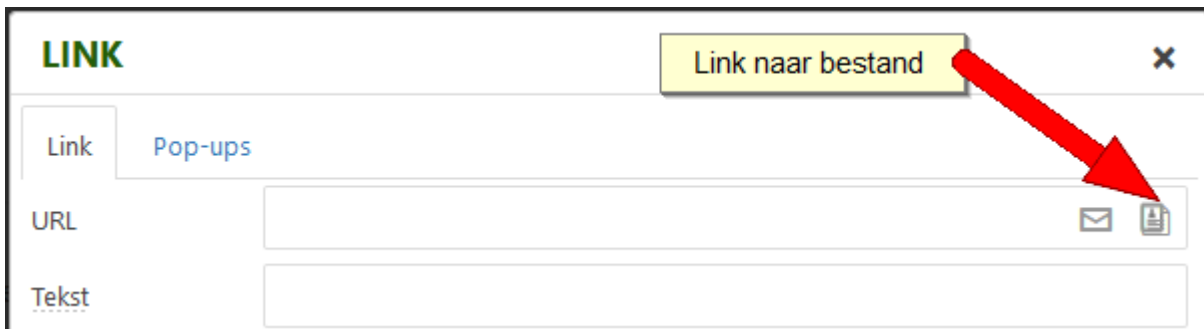 LINK
Link naar bestand
Link
Pop-ups
URL
Tekst